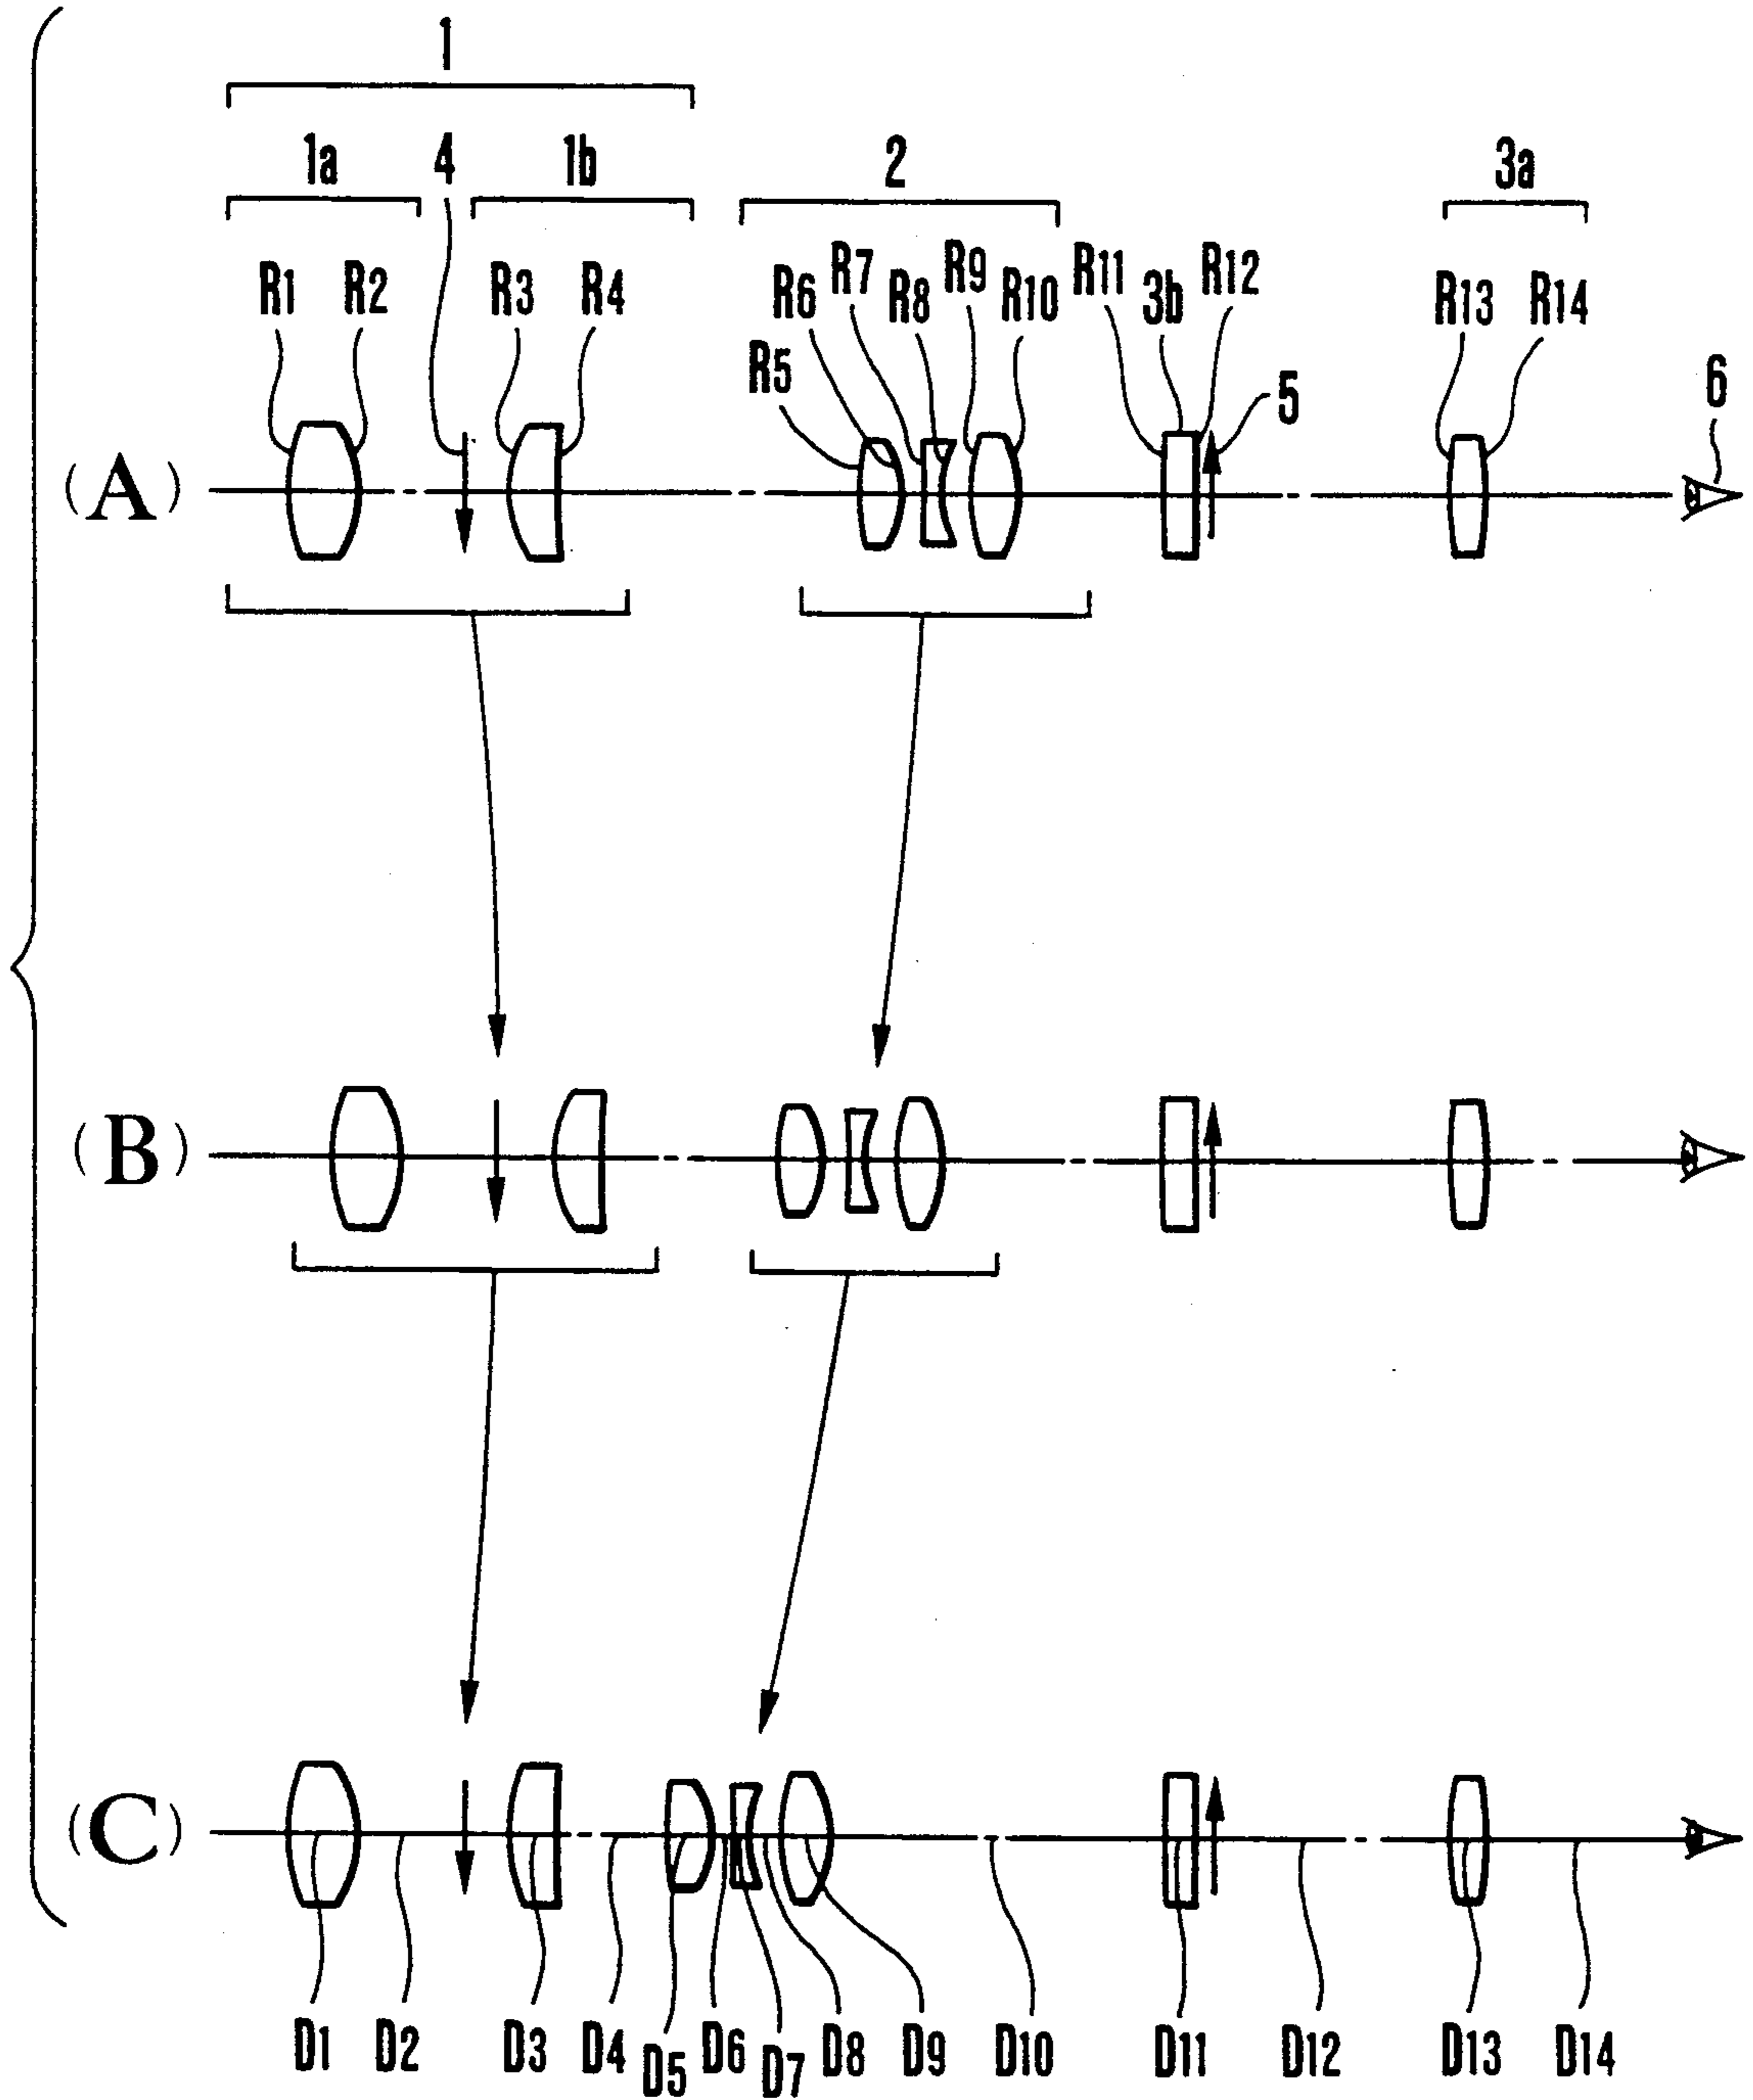 1
1a 4 1b 2 3a
R1 R2 R3 R4 R5 R6 R7 R8 R9 R10 R11 3b R12 R13 R14
5 6
(A)
(B)
(C)
D1 D2 D3 D4 D5 D6 D7 D8 D9 D10 D11 D12 D13 D14